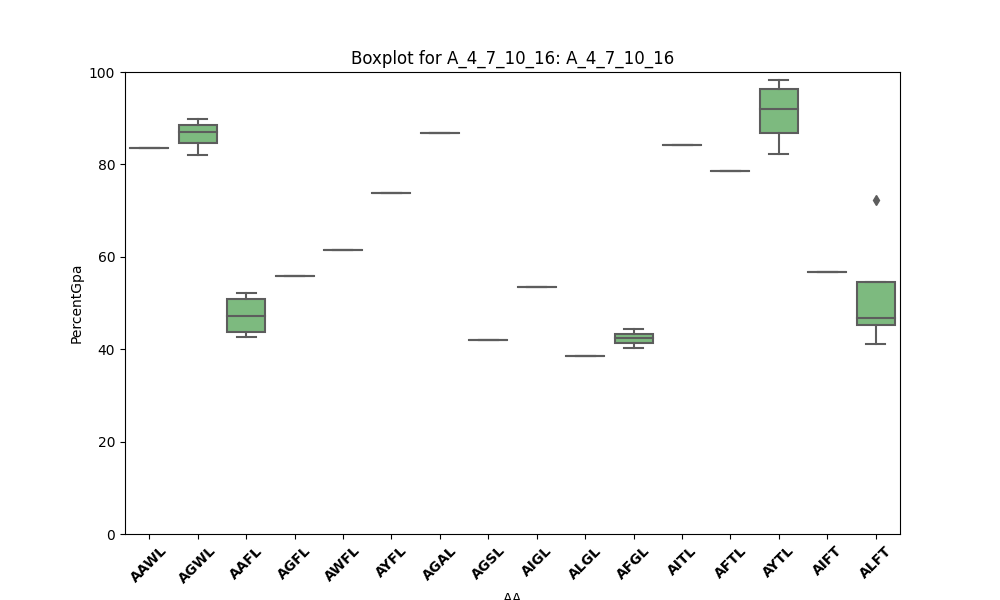 Boxplot for A_4_7_10_16: A_4_7_10_16
100
80
60
40
20
0
PercentGpa
AAWL AGWL AAFL AGFL AWFL AYFL AGAL AGSL AIGL ALGL AFGL AITL AFTL AYTL AIFT ALFT
AA